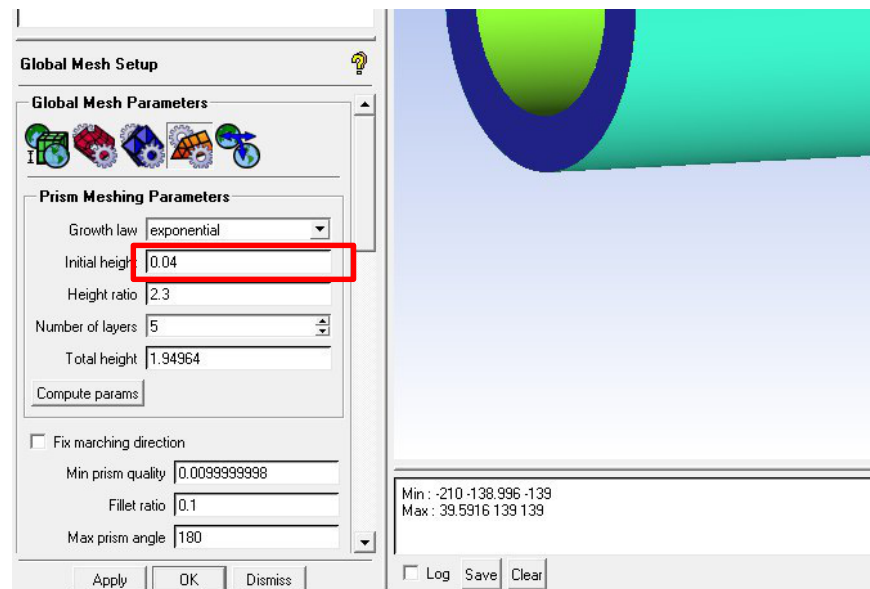 Global Mesh Setup
Global Mesh Parameters
Prism Meshing Parameters
Growth law exponential
Initial height 0.04
Height ratio 2.3
Number of layers 5
Total height 1.94964
Compute params
Fix marching direction
Min prism quality 0.0099999998
Fillet ratio 0.1
Max prism angle 180
Apply OK Dismiss
Min : -210 -138.996 -139
Max : 39.5916 139 139
Log Save Clear